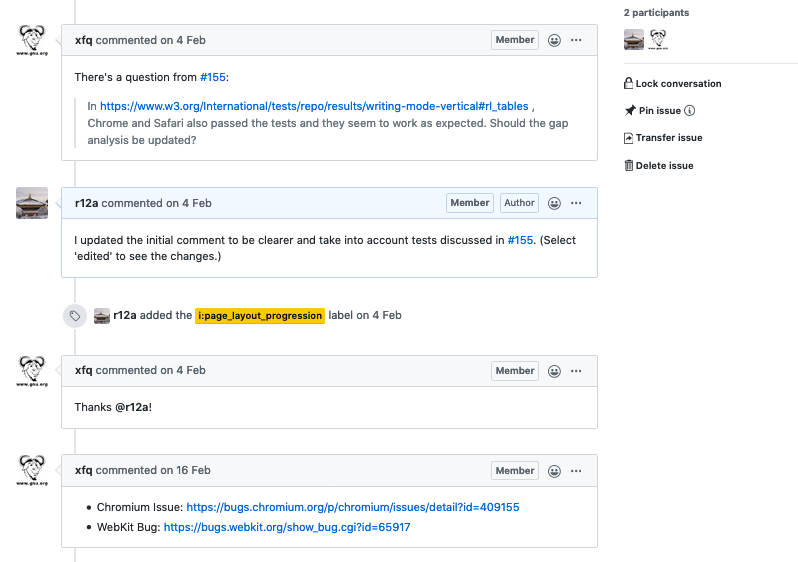 2 participants
xfq commented on 4 Feb
Member
www.gnu.org
www.gnu.org
There's a question from #155:
Lock conversation
In https://www.w3.org/International/tests/repo/results/writing-mode-vertical#rl_tables ,
Chrome and Safari also passed the tests and they seem to work as expected. Should the gap
analysis be updated?
Pin issue
Transfer issue
Delete issue
r12a commented on 4 Feb
Member
Author
I updated the initial comment to be clearer and take into account tests discussed in #155. (Select
'edited' to see the changes.)
r12a added the i:page_layout_progression label on 4 Feb
xfq commented on 4 Feb
Member
www.gnu.org
Thanks @r12a!
xfq commented on 16 Feb
Member
www.gnu.org
• Chromium Issue: https://bugs.chromium.org/p/chromium/issues/detail?id=409155
• WebKit Bug: https://bugs.webkit.org/show_bug.cgi?id=65917